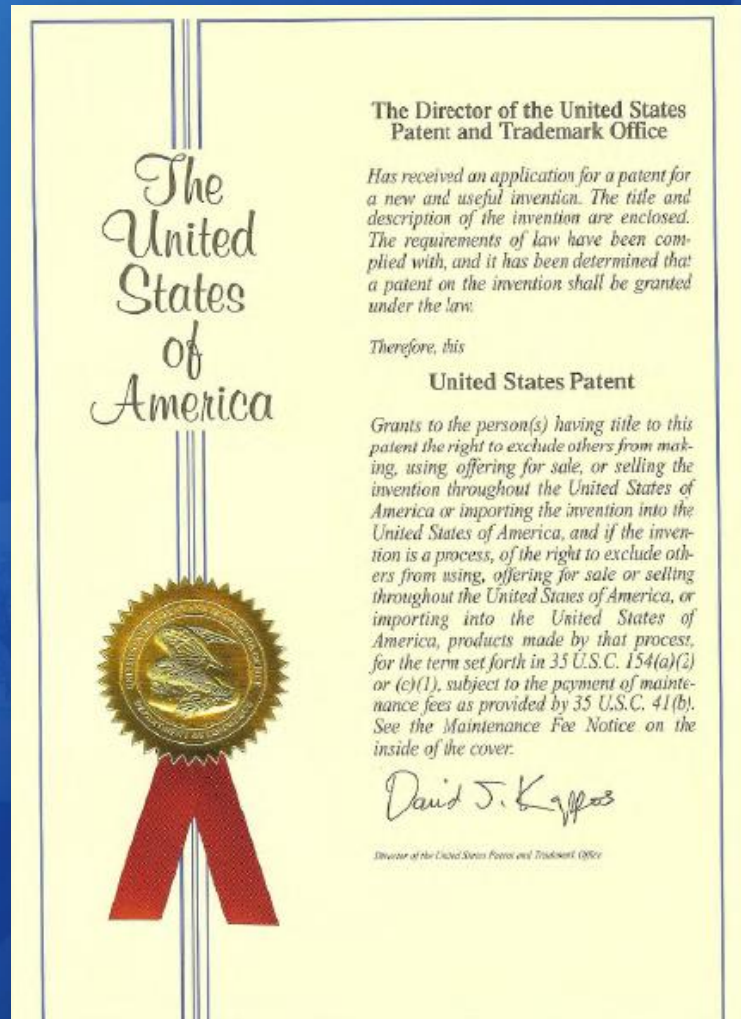 The
United
States
of
America
The Director of the United States
Patent and Trademark Office
Has received an application for a patent for
a new and useful invention. The title and
description of the invention are enclosed.
The requirements of law have been com-
plied with, and it has been determined that
a patent on the invention shall be granted
under the law.
Therefore, this
United States Patent
Grants to the person(s) having title to this
patent the right to exclude others from mak-
ing, using, offering for sale, or selling the
invention throughout the United States of
America or importing the invention into the
United States of America, and if the inven-
tion is a process, of the right to exclude oth-
ers from using, offering for sale or selling
throughout the United States of America, or
importing into the United States of
America, products made by that process,
for the term set forth in 35 U.S.C. 154(a)(2)
or (c)(1), subject to the payment of mainte-
nance fees as provided by 35 U.S.C. 41(b).
See the Maintenance Fee Notice on the
inside of the cover.
David J. Kappos
Director of the United States Patent and Trademark Office